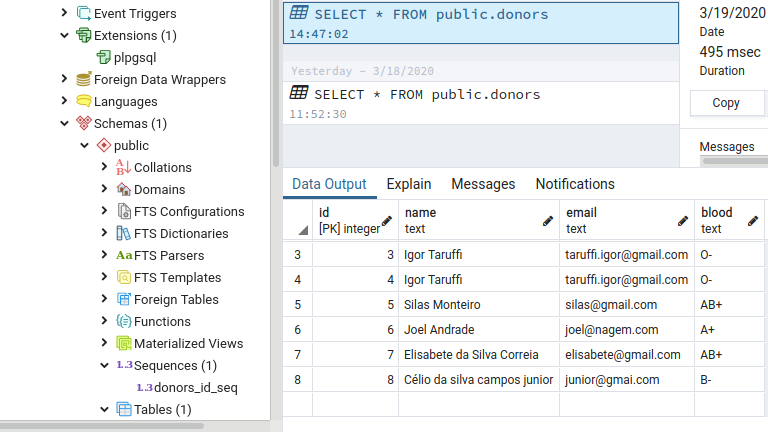 Event Triggers
Extensions (1)
plpgsql
Foreign Data Wrappers
Languages
Schemas (1)
public
Collations
Domains
FTS Configurations
FTS Dictionaries
Aa FTS Parsers
FTS Templates
Foreign Tables
Functions
Materialized Views
1.3 Sequences (1)
1.3 donors_id_seq
Tables (1)
SELECT * FROM public.donors
14:47:02
Yesterday - 3/18/2020
SELECT * FROM public.donors
11:52:30
3/19/2020
Date
495 msec
Duration
Copy
Messages
Data Output Explain Messages Notifications
id name email blood
[PK] integer text text text
3 3 Igor Taruffi taruffi.igor@gmail.com O-
4 4 Igor Taruffi taruffi.igor@gmail.com O-
5 5 Silas Monteiro silas@gmail.com AB+
6 6 Joel Andrade joel@nagem.com A+
7 7 Elisabete da Silva Correia elisabete@gmail.com AB+
8 8 Célio da silva campos junior junior@gmai.com B-